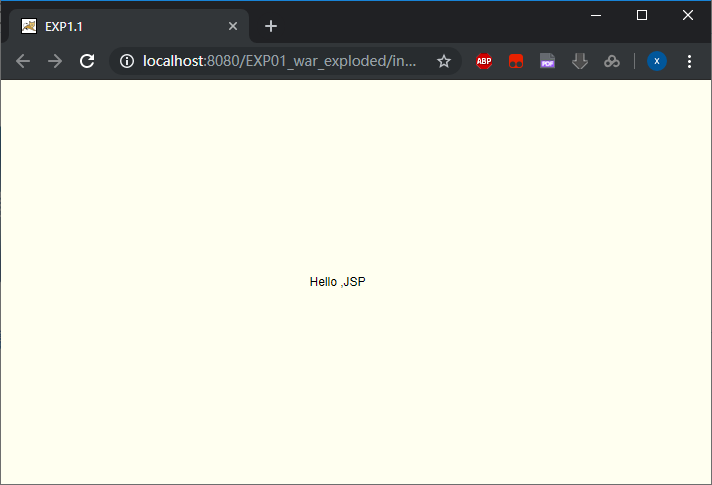 EXP1.1
localhost:8080/EXP01_war_exploded/in...
ABP
PDF
X
Hello ,JSP